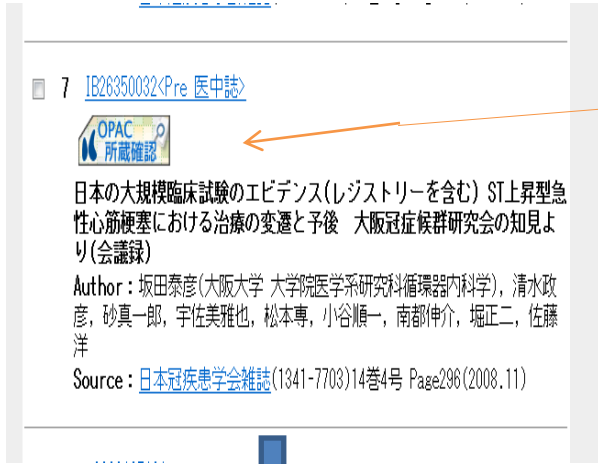 7 IB26350032<Pre 医中誌>
OPAC
所蔵確認
日本の大規模臨床試験のエビデンス(レジストリーを含む) ST上昇型急
性心筋梗塞における治療の変遷と予後 大阪冠症候群研究会の知見よ
り(会議録)
Author：坂田泰彦(大阪大学 大学院医学系研究科循環器内科学), 清水政
彦, 砂真一郎, 宇佐美雅也, 松本専, 小谷順一, 南都伸介, 堀正二, 佐藤
洋
Source：日本冠疾患学会雑誌(1341-7703)14巻4号 Page296(2008.11)